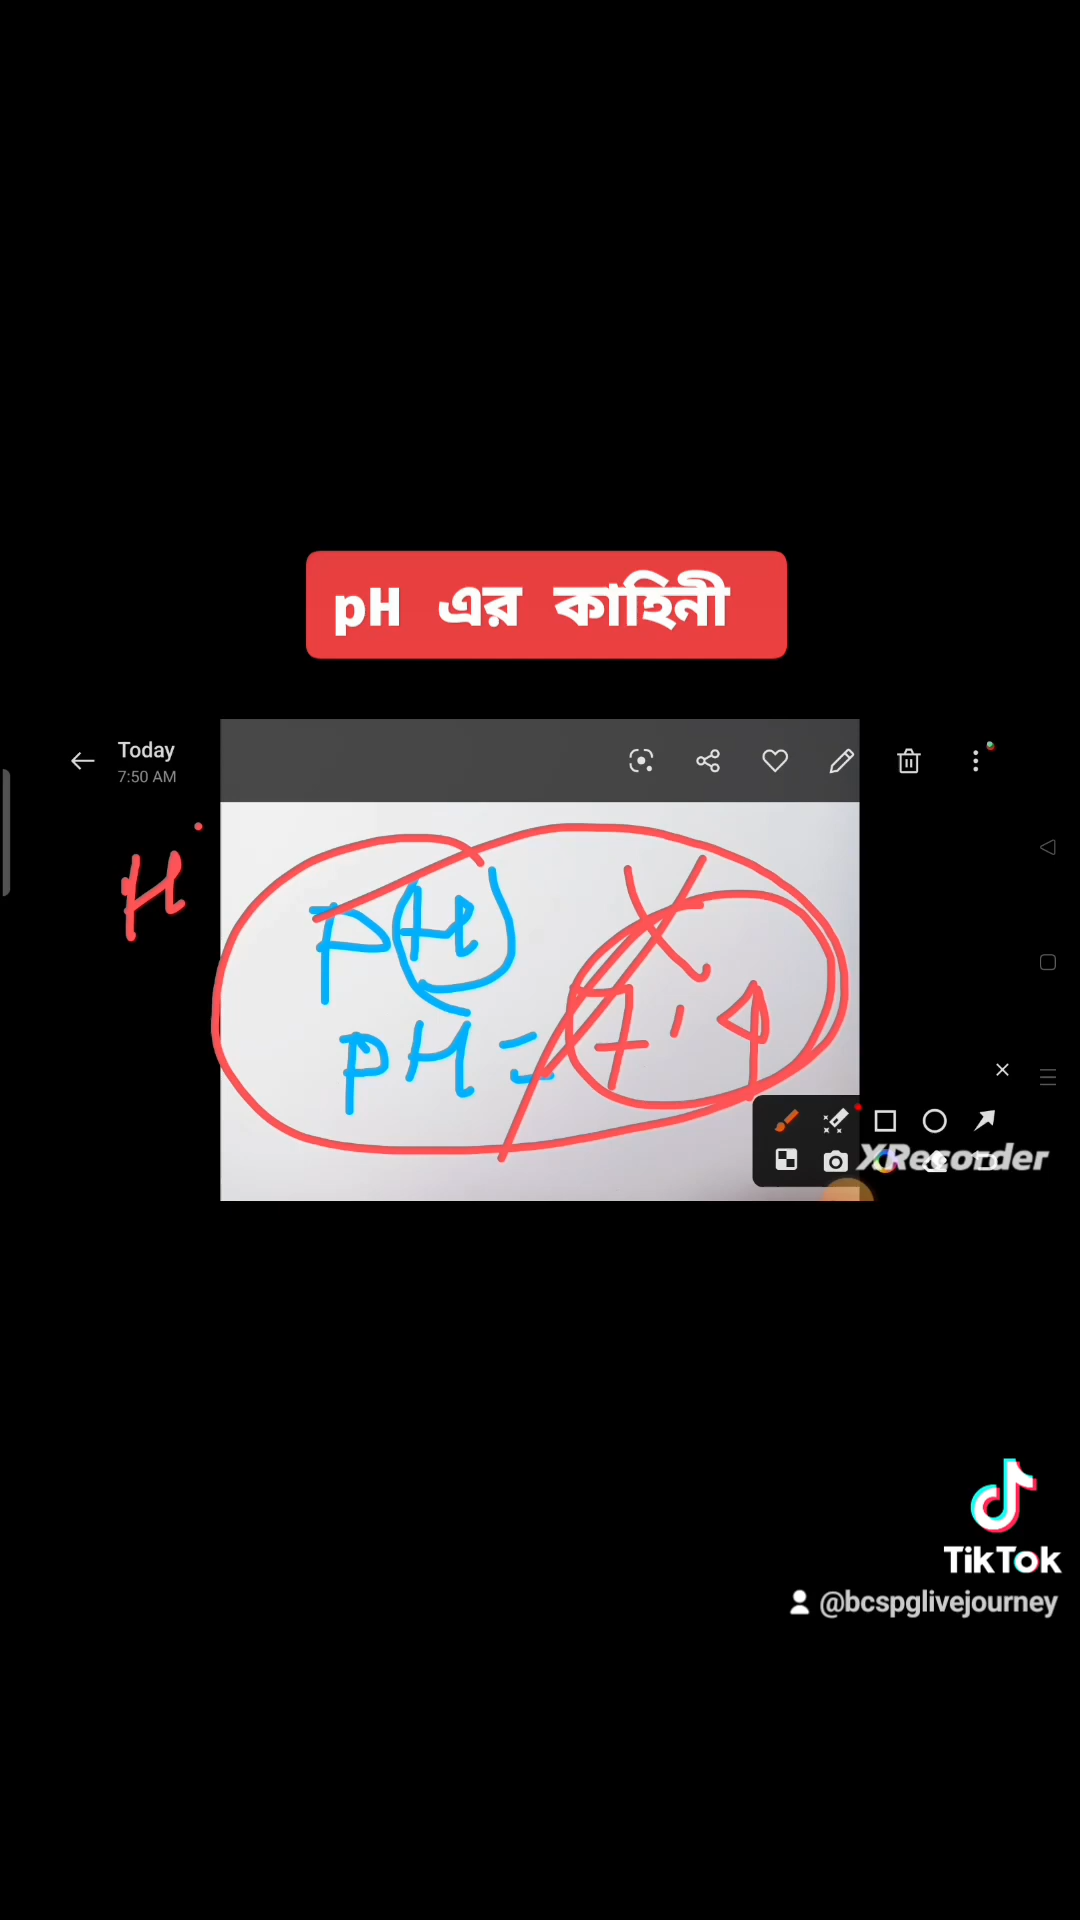 pH এর কাহিনী
Today
7:50 AM
H
pH
pH = 7.4
XRecorder
TikTok
@bcspglivejourney